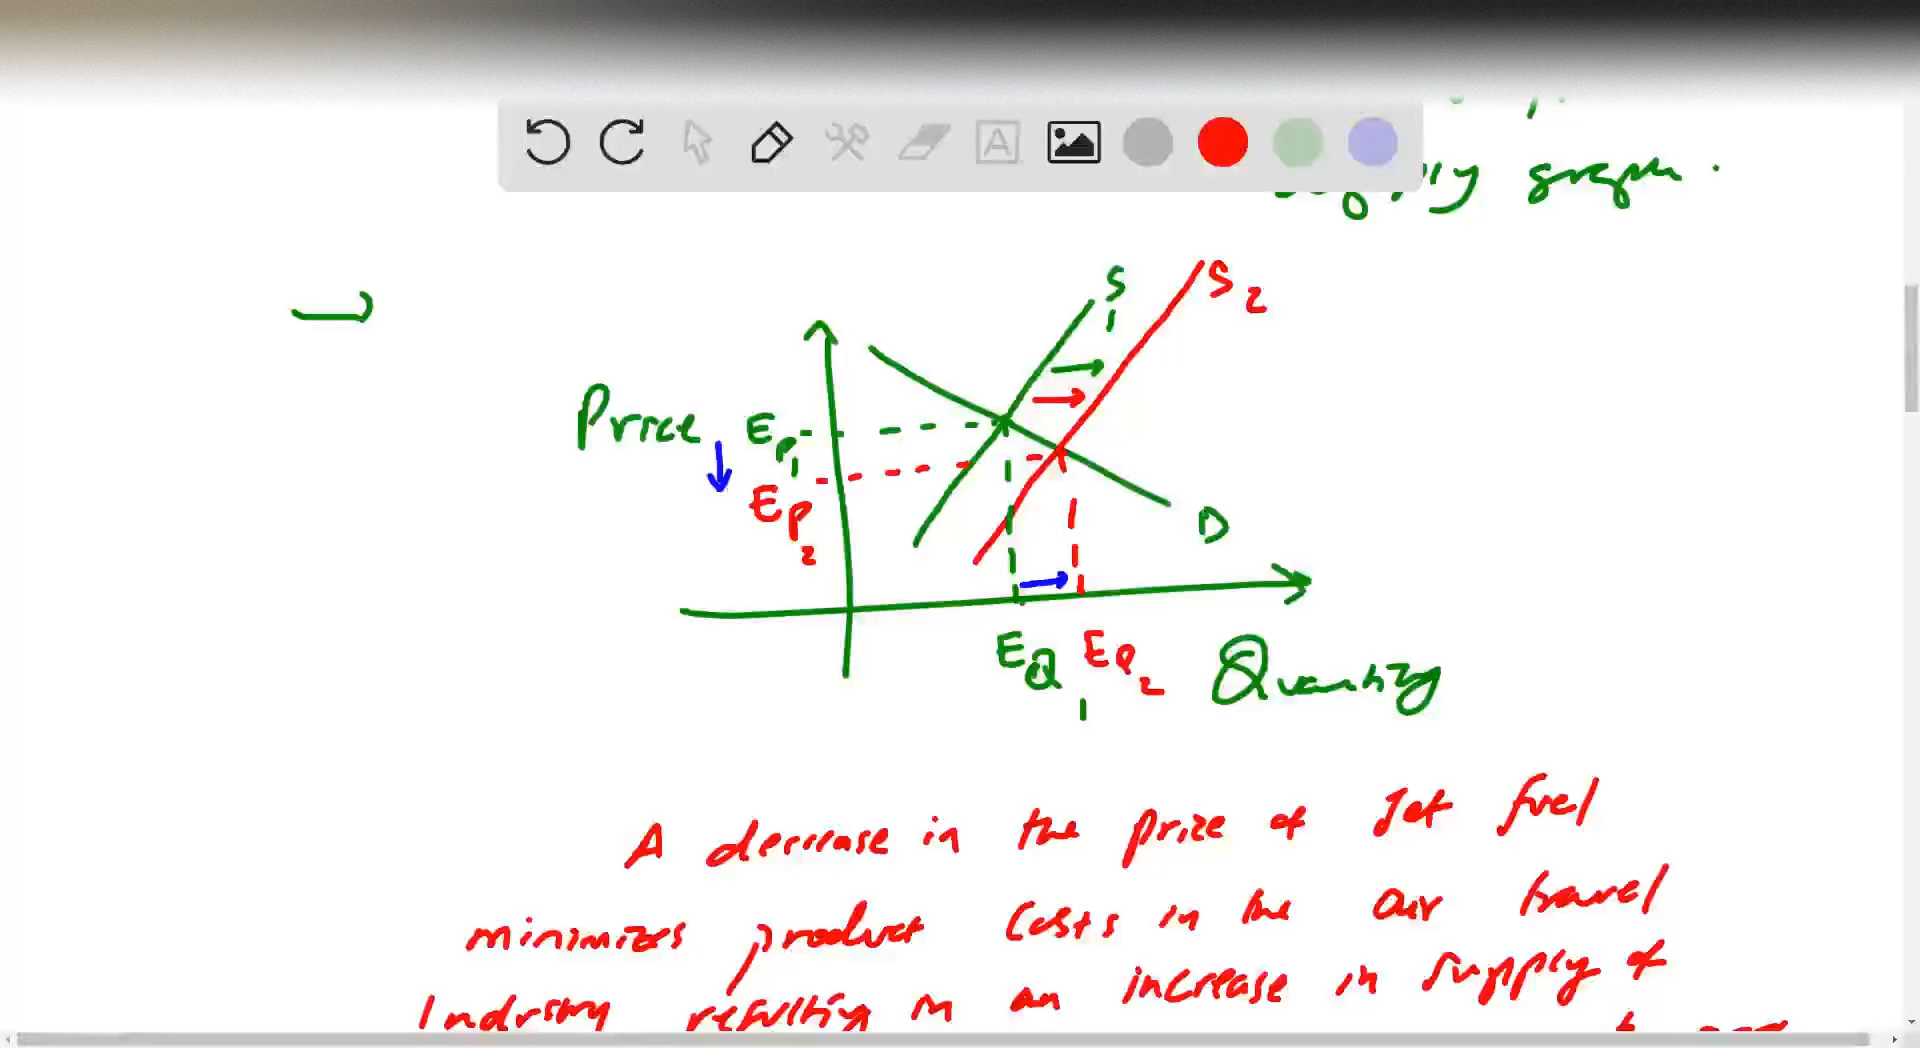 graph.
S1
S2
Price
EP1
EP2
D
EQ1 EQ2 Quantity
A decrease in the price of Jet fuel
minimizes product costs in the air travel
Industry resulting in an increase in supply of